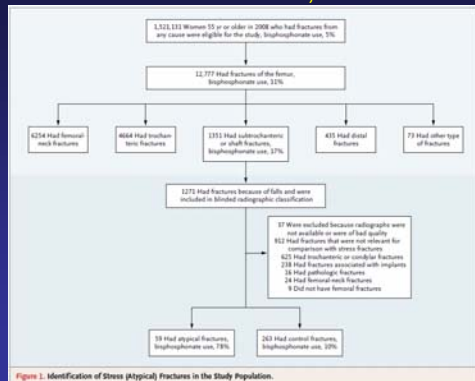 1,521,131 Women 55 yr or older in 2008 who had fractures from
any cause were eligible for the study, bisphosphonate use, 5%
12,777 Had fractures of the femur,
bisphosphonate use, 11%
6254 Had femoral-
neck fractures
4664 Had trochan-
teric fractures
1351 Had subtrochanteric
or shaft fractures,
bisphosphonate use, 17%
435 Had distal
fractures
73 Had other type
of fractures
1271 Had fractures because of falls and were
included in blinded radiographic classification
37 Were excluded because radiographs were
not available or were of bad quality
912 Had fractures that were not relevant for
comparison with stress fractures
625 Had trochanteric or condylar fractures
238 Had fractures associated with implants
16 Had pathologic fractures
24 Had femoral-neck fractures
9 Did not have femoral fractures
59 Had atypical fractures,
bisphosphonate use, 78%
263 Had control fractures,
bisphosphonate use, 10%
Figure 1. Identification of Stress (Atypical) Fractures in the Study Population.